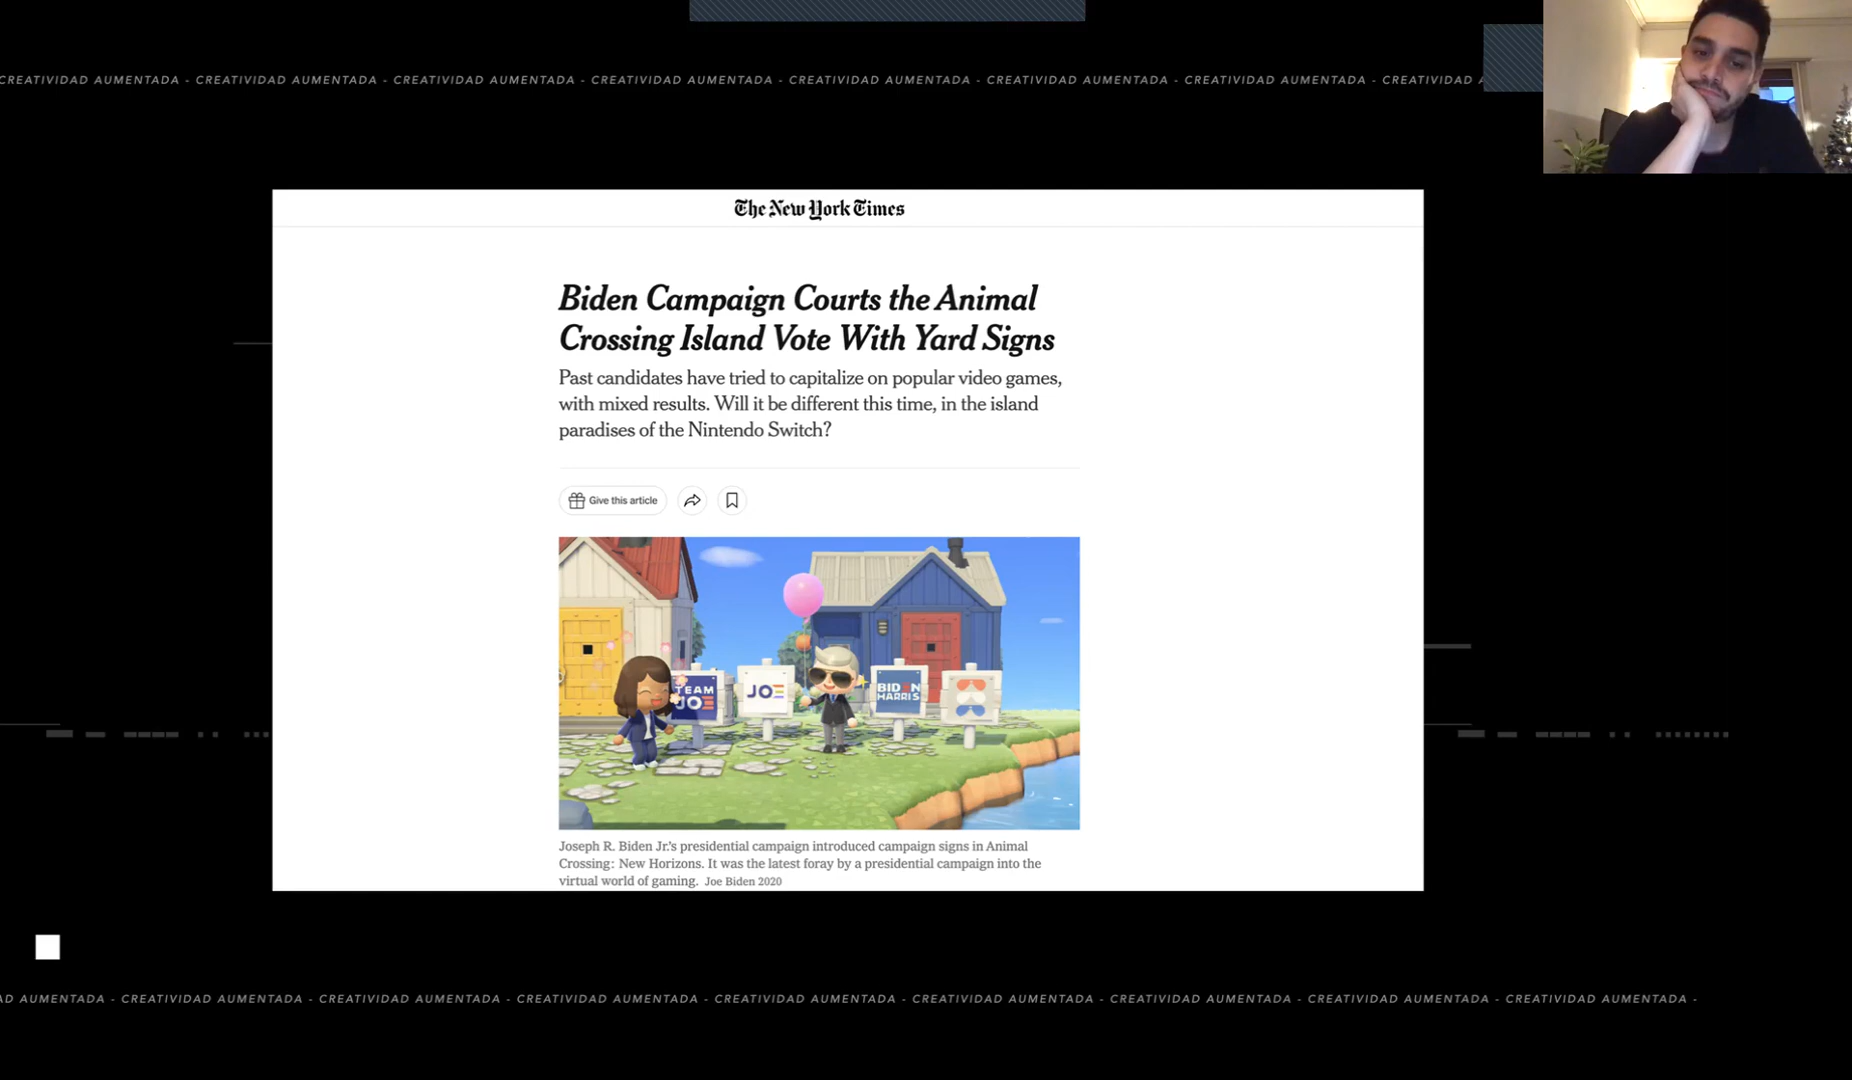 CREATIVIDAD AUMENTADA - CREATIVIDAD AUMENTADA - CREATIVIDAD AUMENTADA - CREATIVIDAD AUMENTADA - CREATIVIDAD AUMENTADA - CREATIVIDAD AUMENTADA - CREATIVIDAD AUMENTADA - CREATIVIDAD A
The New York Times
Biden Campaign Courts the Animal
Crossing Island Vote With Yard Signs
Past candidates have tried to capitalize on popular video games,
with mixed results. Will it be different this time, in the island
paradises of the Nintendo Switch?
Give this article
TEAM
JOE
JOE
BIDEN
HARRIS
Joseph R. Biden Jr.'s presidential campaign introduced campaign signs in Animal
Crossing: New Horizons. It was the latest foray by a presidential campaign into the
virtual world of gaming. Joe Biden 2020
AD AUMENTADA - CREATIVIDAD AUMENTADA - CREATIVIDAD AUMENTADA - CREATIVIDAD AUMENTADA - CREATIVIDAD AUMENTADA - CREATIVIDAD AUMENTADA - CREATIVIDAD AUMENTADA - CREATIVIDAD AUMENTADA - CREATIVIDAD AUMENTADA -